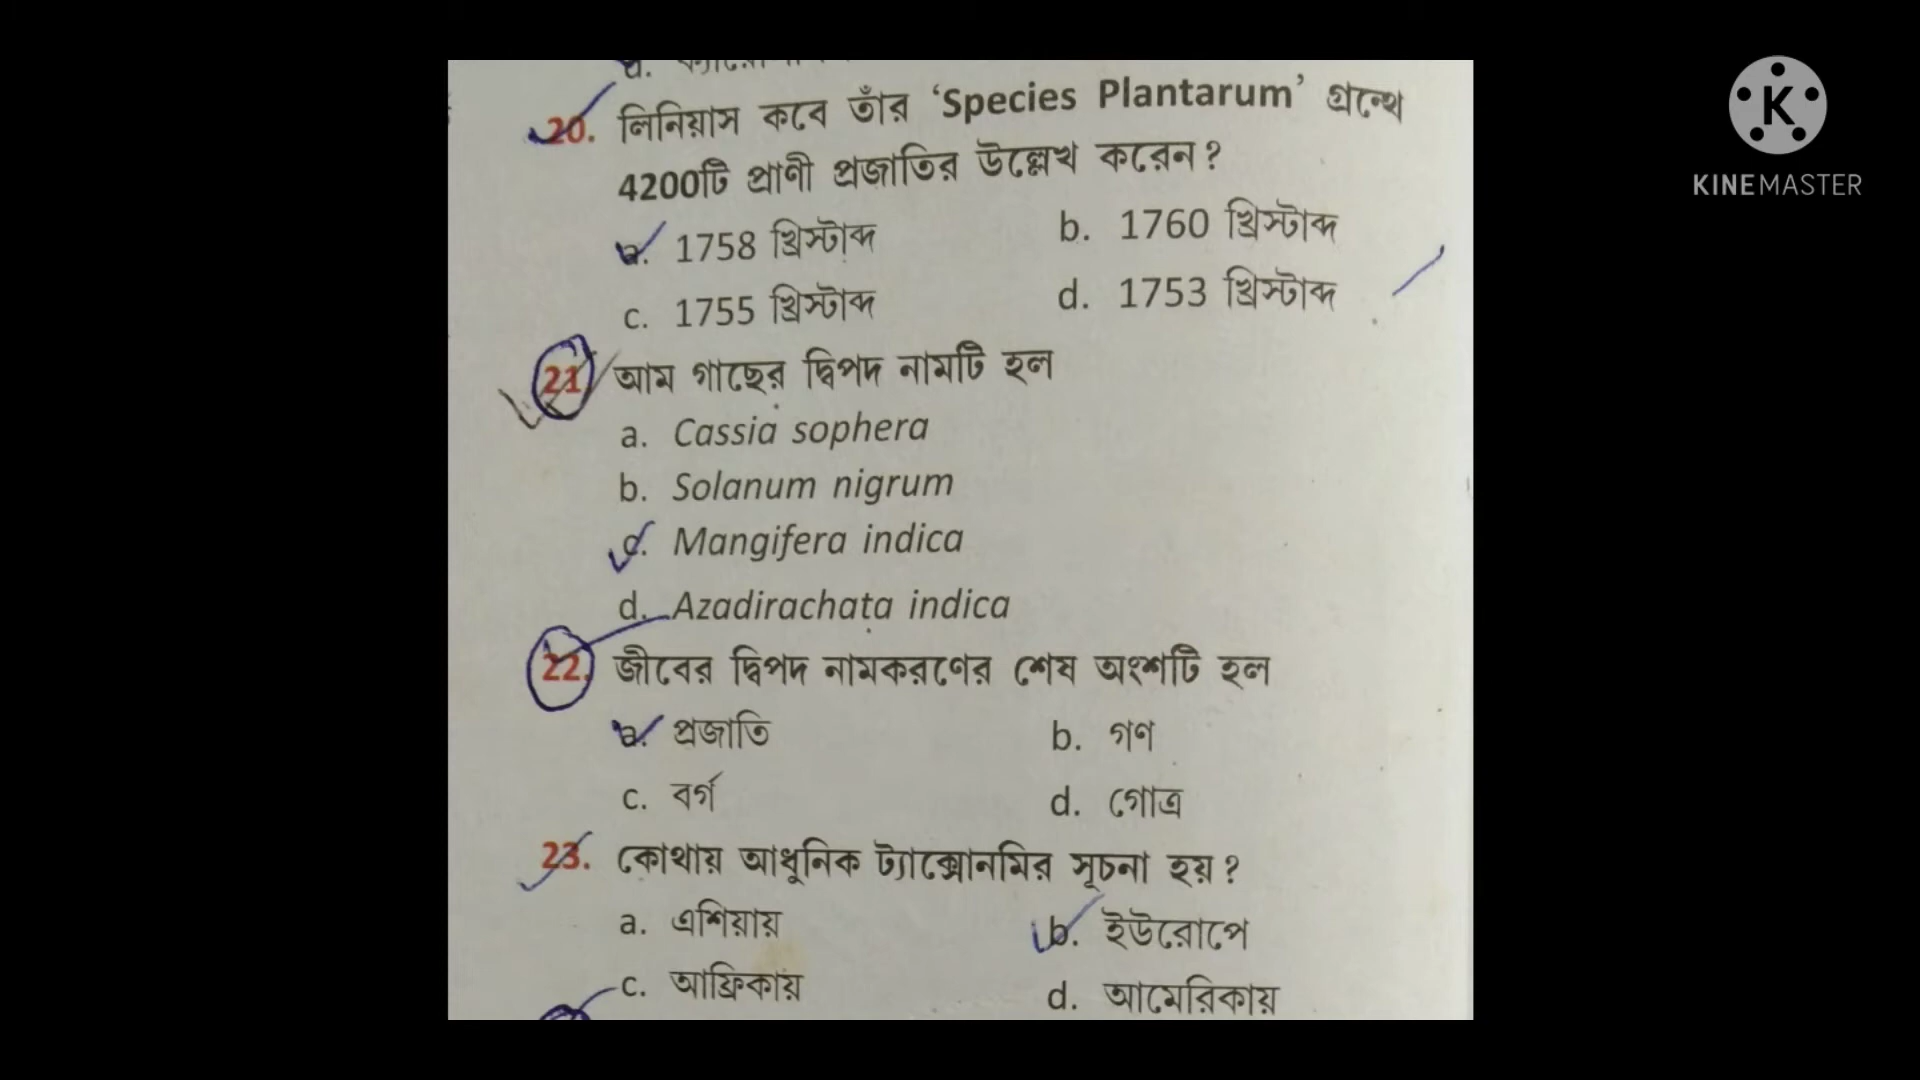 20. লিনিয়াস কবে তাঁর ‘Species Plantarum’ গ্রন্থে
4200টি প্রাণী প্রজাতির উল্লেখ করেন?
a. 1758 খ্রিস্টাব্দ b. 1760 খ্রিস্টাব্দ
c. 1755 খ্রিস্টাব্দ d. 1753 খ্রিস্টাব্দ
21. আম গাছের দ্বিপদ নামটি হল
a. Cassia sophera
b. Solanum nigrum
c. Mangifera indica
d. Azadirachata indica
22. জীবের দ্বিপদ নামকরণের শেষ অংশটি হল
a. প্রজাতি b. গণ
c. বর্গ d. গোত্র
23. কোথায় আধুনিক ট্যাক্সোনমির সূচনা হয়?
a. এশিয়ায় b. ইউরোপে
c. আফ্রিকায় d. আমেরিকায়
K
KINEMASTER